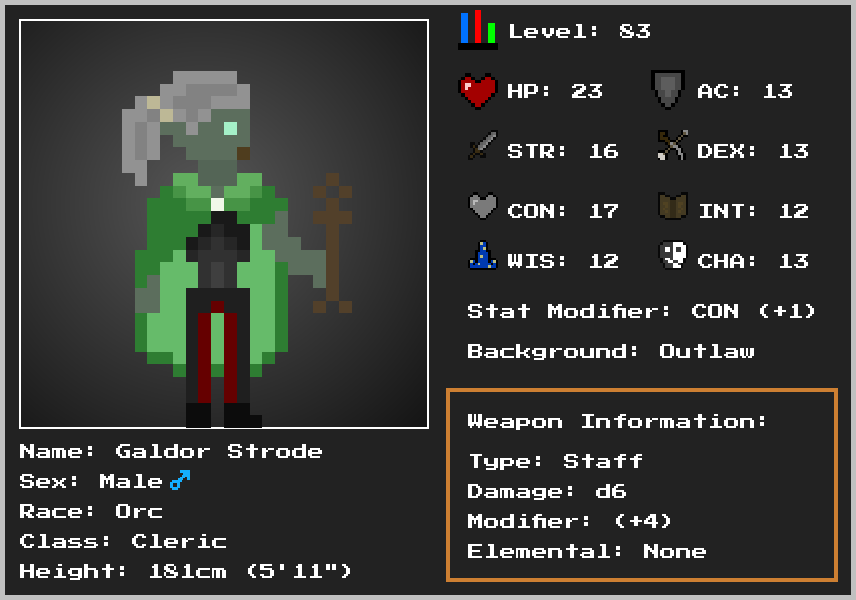 Level: 83
HP: 23 AC: 13
STR: 16 DEX: 13
CON: 17 INT: 12
WIS: 12 CHA: 13
Stat Modifier: CON (+1)
Background: Outlaw
Weapon Information:
Type: Staff
Damage: d6
Modifier: (+4)
Elemental: None
Name: Galdor Strode
Sex: Male ♂
Race: Orc
Class: Cleric
Height: 181cm (5'11")